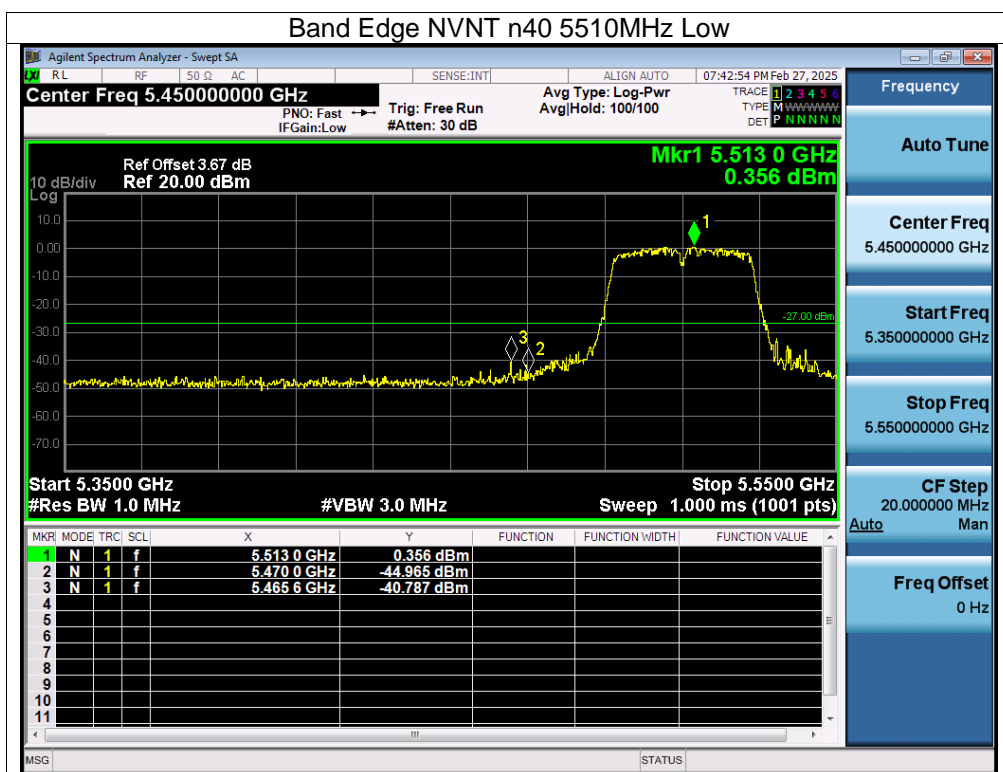 Band Edge NVNT n40 5510MHz Low
Agilent Spectrum Analyzer - Swept SA
LXI RL RF 50 Ω AC SENSE:INT ALIGN AUTO 07:42:54 PM Feb 27, 2025
Center Freq 5.450000000 GHz
PNO: Fast
IFGain:Low
Trig: Free Run
#Atten: 30 dB
Avg Type: Log-Pwr
Avg|Hold: 100/100
TRACE 1 2 3 4 5 6
TYPE M WWWWW
DET P N N N N N
Ref Offset 3.67 dB
Ref 20.00 dBm
10 dB/div
Log
Mkr1 5.513 0 GHz
0.356 dBm
10.0
0.00
-10.0
-20.0
-30.0
-40.0
-50.0
-60.0
-70.0
1
-27.00 dBm
3
2
Start 5.3500 GHz
Stop 5.5500 GHz
#Res BW 1.0 MHz
#VBW 3.0 MHz
Sweep 1.000 ms (1001 pts)
MKR MODE TRC SCL X Y FUNCTION FUNCTION WIDTH FUNCTION VALUE
1 N 1 f 5.513 0 GHz 0.356 dBm
2 N 1 f 5.470 0 GHz -44.965 dBm
3 N 1 f 5.465 6 GHz -40.787 dBm
4
5
6
7
8
9
10
11
MSG
STATUS
Frequency
Auto Tune
Center Freq
5.450000000 GHz
Start Freq
5.350000000 GHz
Stop Freq
5.550000000 GHz
CF Step
20.000000 MHz
Auto Man
Freq Offset
0 Hz